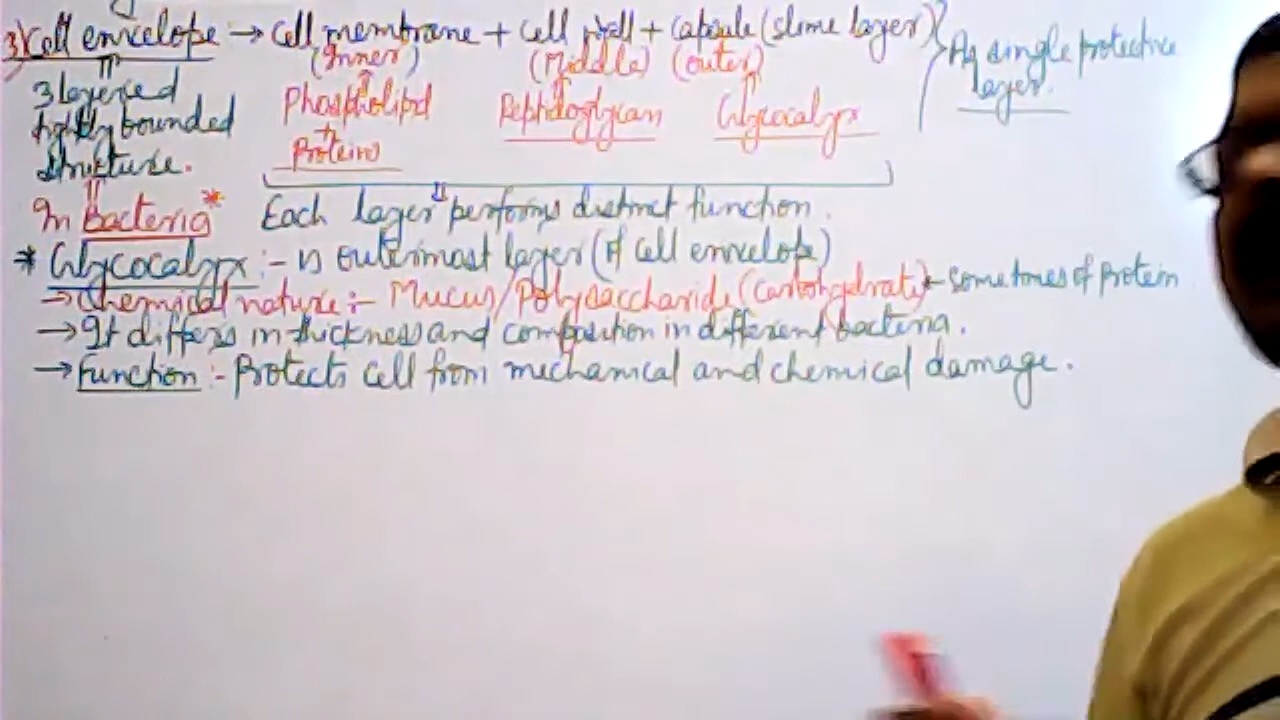 3) Cell envelope → Cell membrane + Cell wall + Capsule (slime layer) } As single protective layer.
(Inner) (Middle) (outer)
3 layered tightly bounded structure.
Phospholipd + Proteins
Peptidoglycan
Glycocalyx
In Bacteria *
Each layer performs distinct function.
* Glycocalyx :- is outermost layer (of cell envelope)
→ Chemical nature :- Mucus/Polysaccharide (Carbohydrate) + sometimes of protein
→ It differs in thickness and composition in different bacteria.
→ Function :- Protects cell from mechanical and chemical damage.